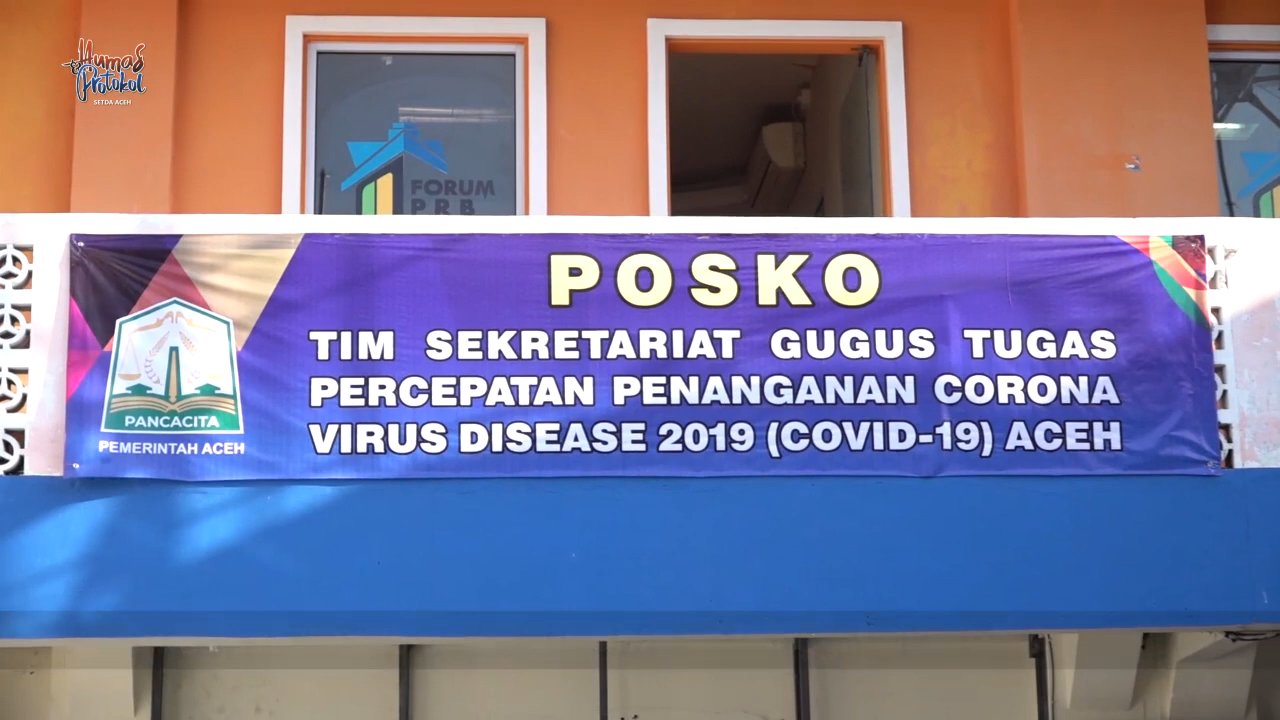 Humas
Protokol
SETDA ACEH
FORUM
PRB
POSKO
TIM SEKRETARIAT GUGUS TUGAS
PERCEPATAN PENANGANAN CORONA
VIRUS DISEASE 2019 (COVID-19) ACEH
PANCACITA
PEMERINTAH ACEH